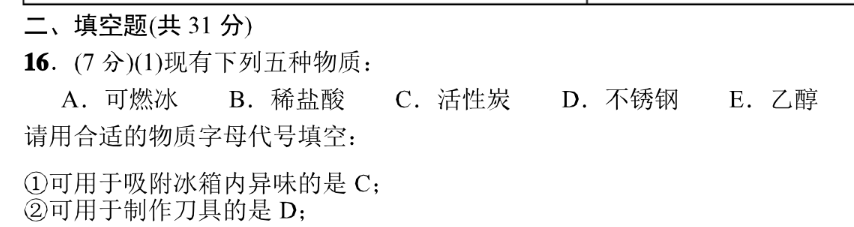 二、填空题(共 31 分)
16. (7 分)(1)现有下列五种物质：
A. 可燃冰 B. 稀盐酸 C. 活性炭 D. 不锈钢 E. 乙醇
请用合适的物质字母代号填空：
①可用于吸附冰箱内异味的是 C；
②可用于制作刀具的是 D；